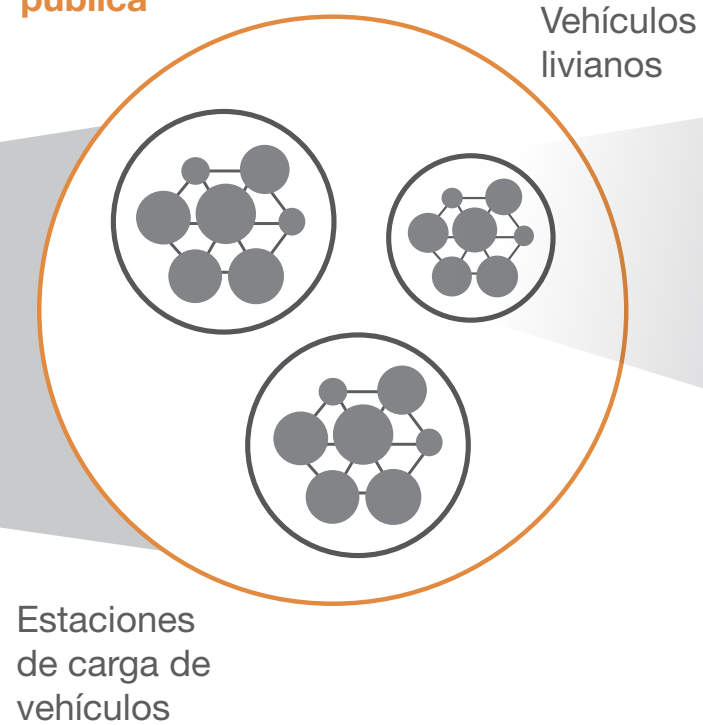 pública
Vehículos
livianos
Estaciones
de carga de
vehículos